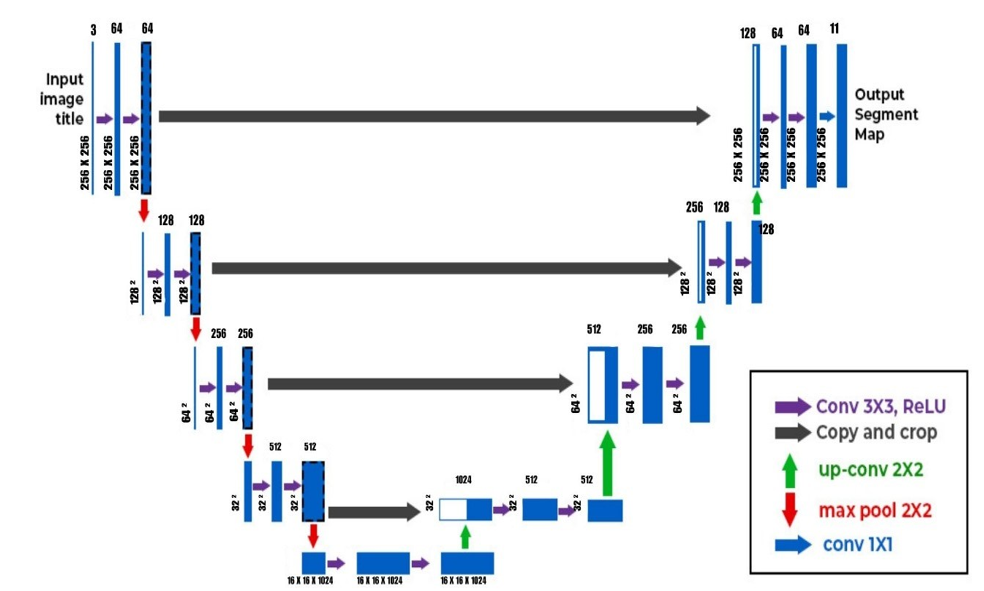 3 64 64
Input
image
title
256 X 256
256 X 256
256 X 256
128 64 64 11
Output
Segment
Map
256 X 256
256 X 256
256 X 256
256 X 256
128 128
128 ²
128 ²
128 ²
256 128
128
128 ²
128 ²
128 ²
256 256
64 ²
64 ²
64 ²
512 256 256
64 ²
64 ²
64 ²
512 512
32 ²
32 ²
32 ²
1024 512 512
32 ²
32 ²
32 ²
16 X 16 X 1024
16 X 16 X 1024
16 X 16 X 1024
Conv 3X3, ReLU
Copy and crop
up-conv 2X2
max pool 2X2
conv 1X1